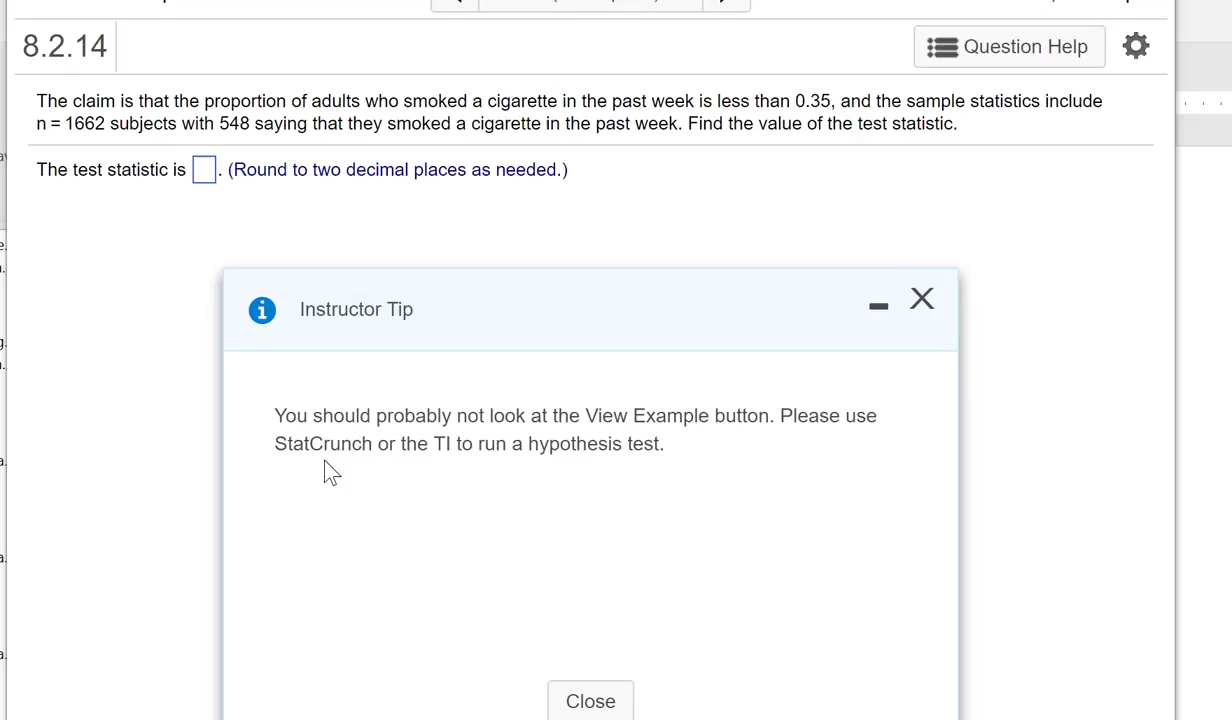 8.2.14
Question Help
The claim is that the proportion of adults who smoked a cigarette in the past week is less than 0.35, and the sample statistics include
n = 1662 subjects with 548 saying that they smoked a cigarette in the past week. Find the value of the test statistic.
The test statistic is . (Round to two decimal places as needed.)
Instructor Tip
You should probably not look at the View Example button. Please use
StatCrunch or the TI to run a hypothesis test.
Close